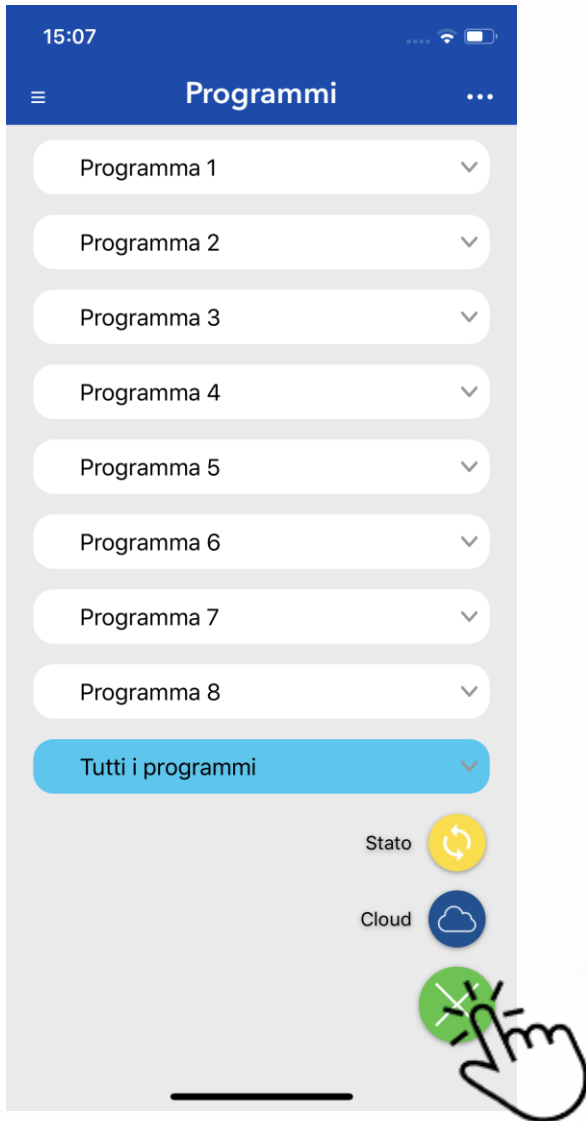 15:07
Programmi
Programma 1
Programma 2
Programma 3
Programma 4
Programma 5
Programma 6
Programma 7
Programma 8
Tutti i programmi
Stato
Cloud